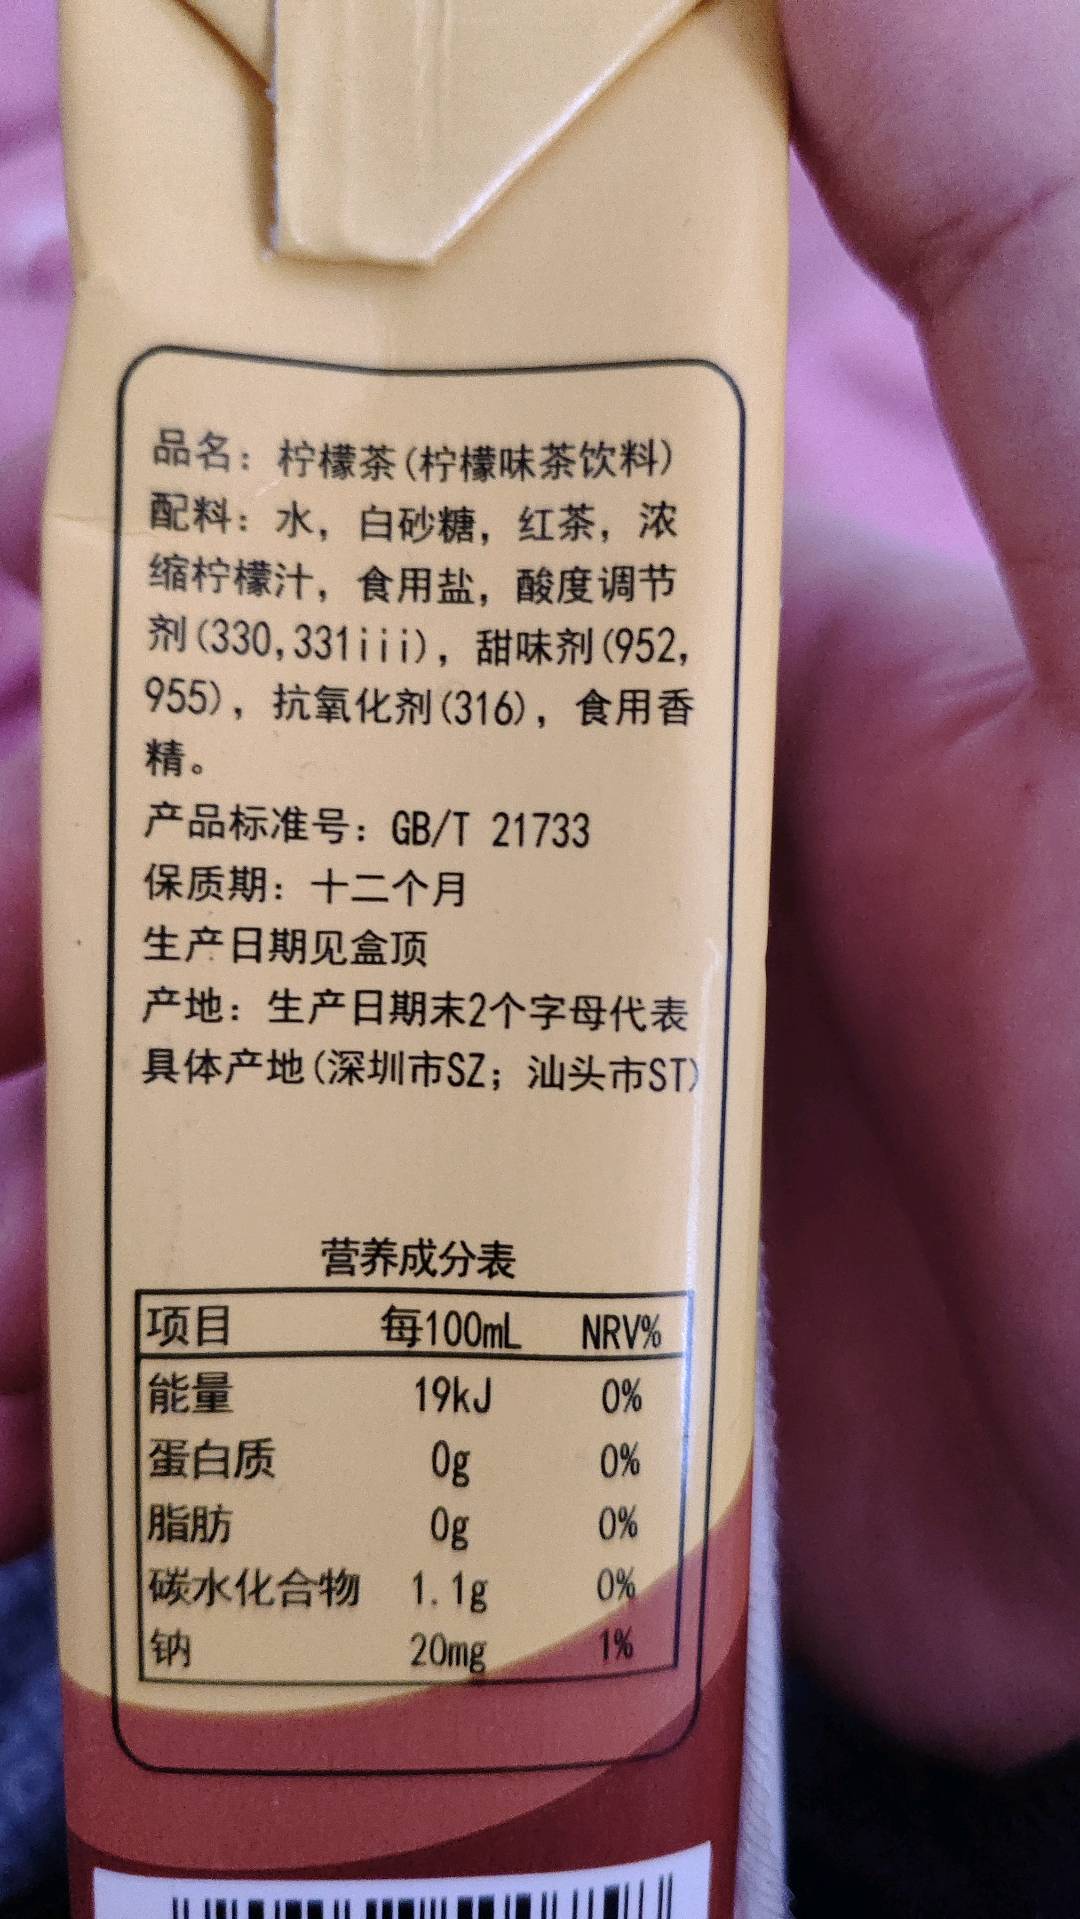 品名：柠檬茶(柠檬味茶饮料)
配料：水，白砂糖，红茶，浓
缩柠檬汁，食用盐，酸度调节
剂(330,331iii)，甜味剂(952,
955)，抗氧化剂(316)，食用香
精。
产品标准号：GB/T 21733
保质期：十二个月
生产日期见盒顶
产地：生产日期末2个字母代表
具体产地(深圳市SZ；汕头市ST)
营养成分表
项目 每100mL NRV%
能量 19kJ 0%
蛋白质 0g 0%
脂肪 0g 0%
碳水化合物 1.1g 0%
钠 20mg 1%